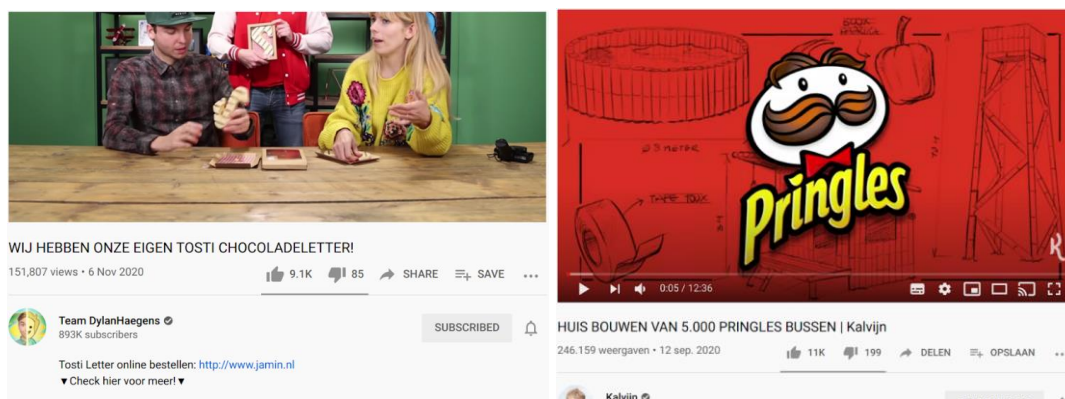 WIJ HEBBEN ONZE EIGEN TOSTI CHOCOLADELETTER!
151,807 views • 6 Nov 2020
9.1K
85
SHARE
SAVE
Team DylanHaegens
893K subscribers
SUBSCRIBED
Tosti Letter online bestellen: http://www.jamin.nl
▼Check hier voor meer!▼
Pringles
0:05 / 12:36
HUIS BOUWEN VAN 5.000 PRINGLES BUSSEN | Kalvijn
246.159 weergaven • 12 sep. 2020
11K
199
DELEN
OPSLAAN
Kalvijn